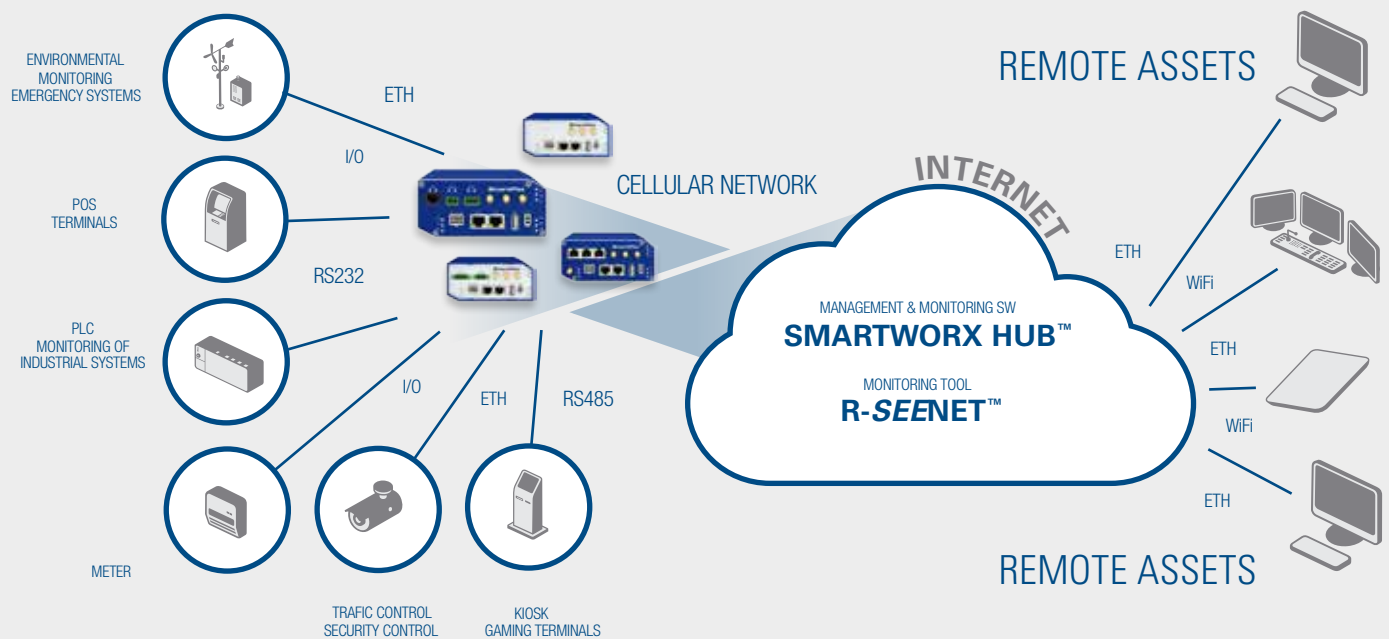 ENVIRONMENTAL
MONITORING
EMERGENCY SYSTEMS
ETH
I/O
POS
TERMINALS
RS232
PLC
MONITORING OF
INDUSTRIAL SYSTEMS
I/O
ETH
RS485
METER
TRAFIC CONTROL
SECURITY CONTROL
KIOSK
GAMING TERMINALS
CELLULAR NETWORK
INTERNET
MANAGEMENT & MONITORING SW
SMARTWORX HUB™
MONITORING TOOL
R-SEENET™
REMOTE ASSETS
ETH
WiFi
ETH
WiFi
ETH
REMOTE ASSETS